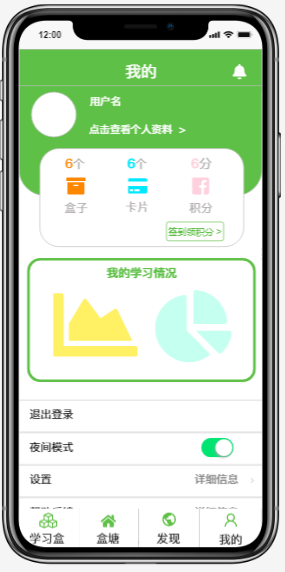 12:00
我的
用户名
点击查看个人资料 >
6个 6个 6分
盒子 卡片 积分
签到领积分 >
我的学习情况
退出登录
夜间模式
设置 详细信息 >
学习盒 盒塘 发现 我的